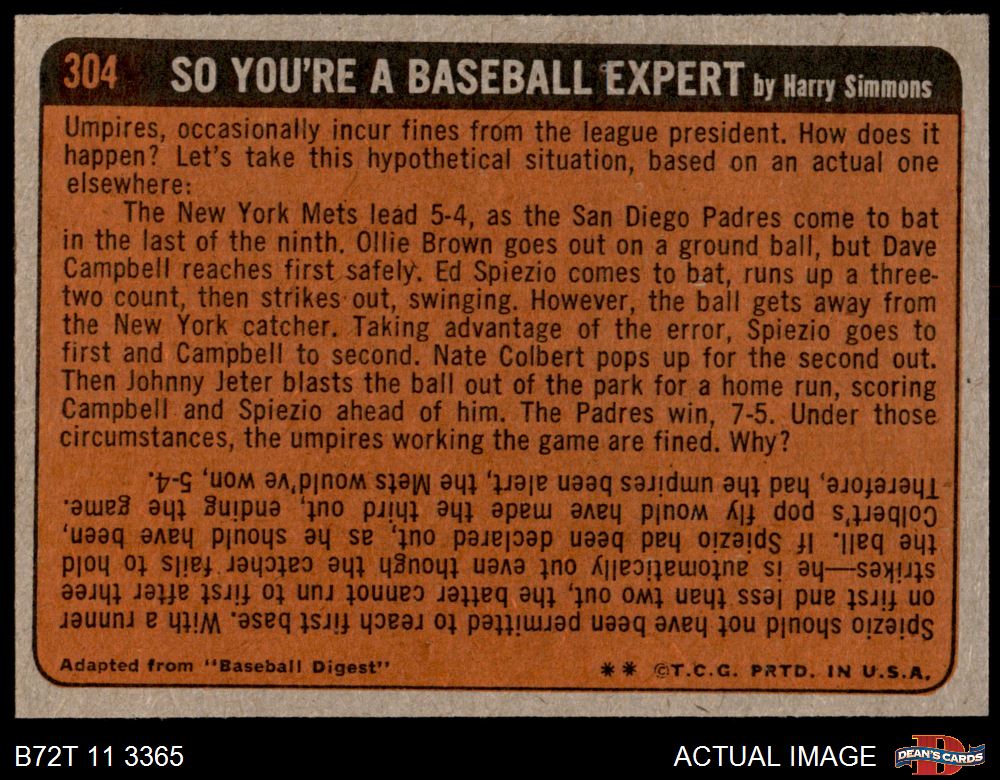 304 SO YOU'RE A BASEBALL EXPERT by Harry Simmons
Umpires, occasionally incur fines from the league president. How does it
happen? Let's take this hypothetical situation, based on an actual one
elsewhere:
The New York Mets lead 5-4, as the San Diego Padres come to bat
in the last of the ninth. Ollie Brown goes out on a ground ball, but Dave
Campbell reaches first safely. Ed Spiezio comes to bat, runs up a three-
two count, then strikes out, swinging. However, the ball gets away from
the New York catcher. Taking advantage of the error, Spiezio goes to
first and Campbell to second. Nate Colbert pops up for the second out.
Then Johnny Jeter blasts the ball out of the park for a home run, scoring
Campbell and Spiezio ahead of him. The Padres win, 7-5. Under those
circumstances, the umpires working the game are fined. Why?
Spiezio should not have been permitted to reach first base. With a runner
on first and less than two out, the batter cannot run to first after three
strikes—he is automatically out even though the catcher fails to hold
the ball. If Spiezio had been declared out, as he should have been,
Colbert's pop fly would have made the third out, ending the game.
Therefore, had the umpires been alert, the Mets would've won, 5-4.
Adapted from "Baseball Digest" ** ©T.C.G. PRTD. IN U.S.A.
B72T 11 3365 ACTUAL IMAGE DEAN'S CARDS